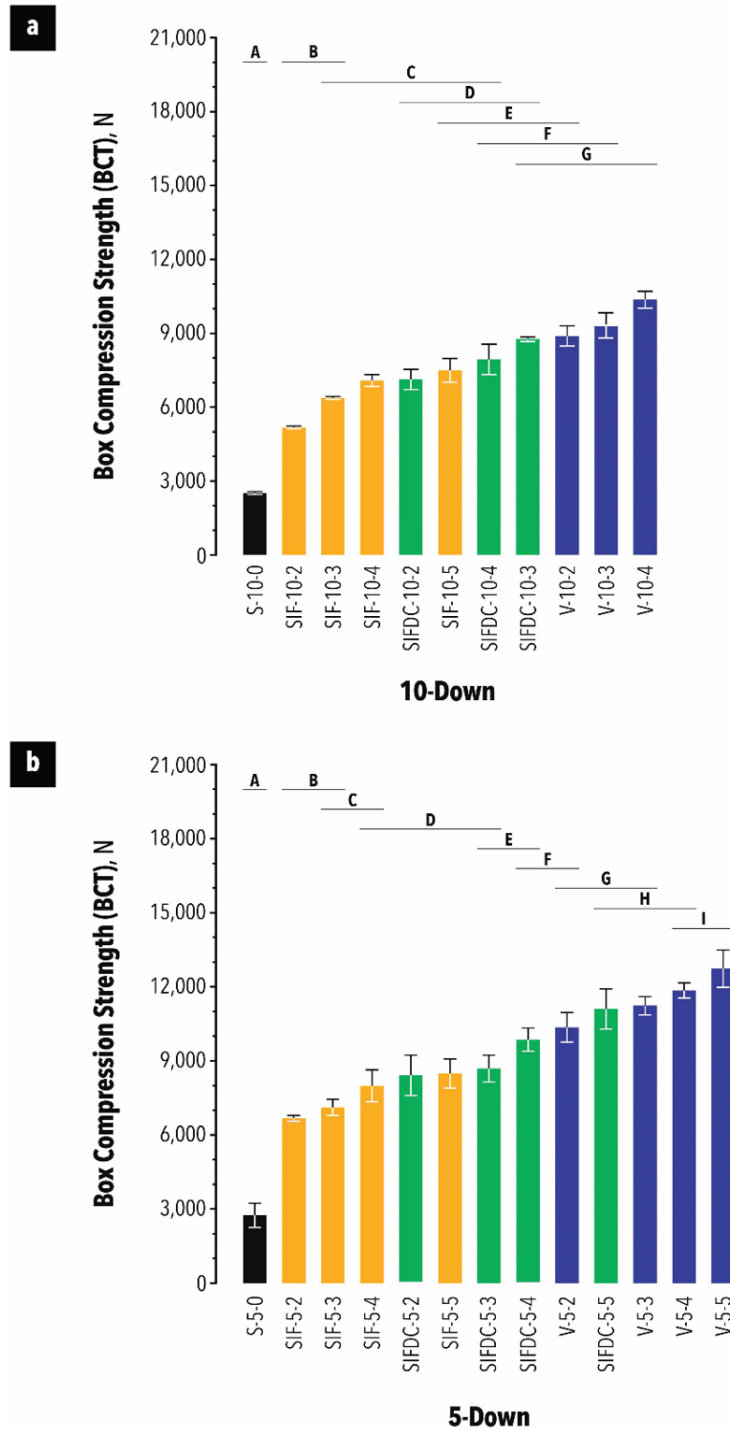 a
21,000
18,000
15,000
12,000
9,000
6,000
3,000
0
Box Compression Strength (BCT), N
A
B
C
D
E
F
G
S-10-0
SIF-10-2
SIF-10-3
SIF-10-4
SIFDC-10-2
SIF-10-5
SIFDC-10-4
SIFDC-10-3
V-10-2
V-10-3
V-10-4
10-Down
b
21,000
18,000
15,000
12,000
9,000
6,000
3,000
0
Box Compression Strength (BCT), N
A
B
C
D
E
F
G
H
I
S-5-0
SIF-5-2
SIF-5-3
SIF-5-4
SIFDC-5-2
SIF-5-5
SIFDC-5-3
SIFDC-5-4
V-5-2
SIFDC-5-5
V-5-3
V-5-4
V-5-5
5-Down